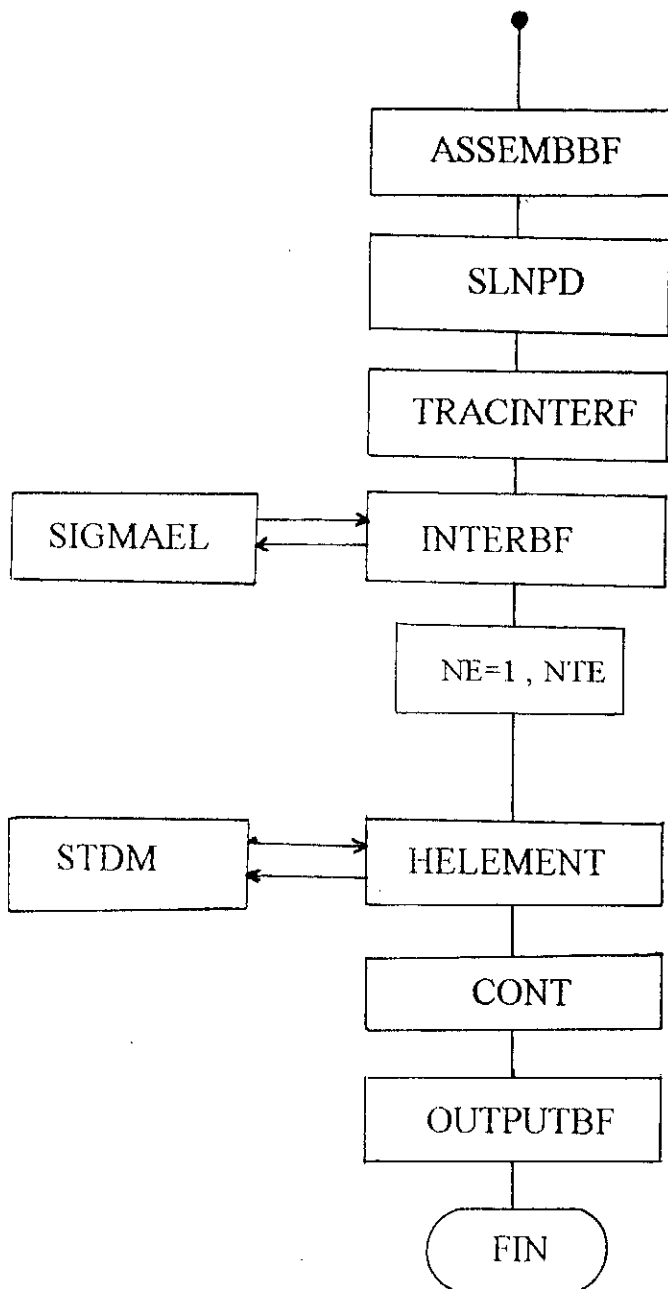 ASSEMBBF
SLNPD
TRACINTERF
SIGMAEL
INTERBF
NE=1 , NTE
STDM
HELEMENT
CONT
OUTPUTBF
FIN